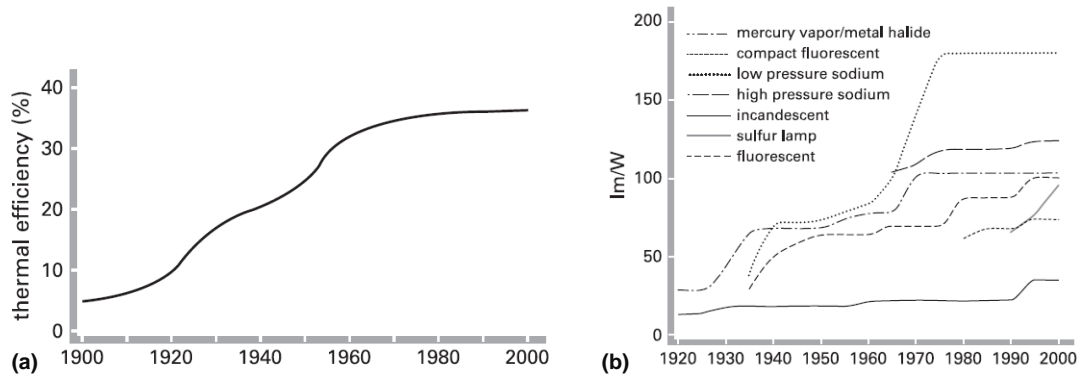 thermal efficiency (%)
40
30
20
10
0
1900
1920
1940
1960
1980
2000
(a)
lm/W
200
150
100
50
0
mercury vapor/metal halide
compact fluorescent
low pressure sodium
high pressure sodium
incandescent
sulfur lamp
fluorescent
1920 1930 1940 1950 1960 1970 1980 1990 2000
(b)